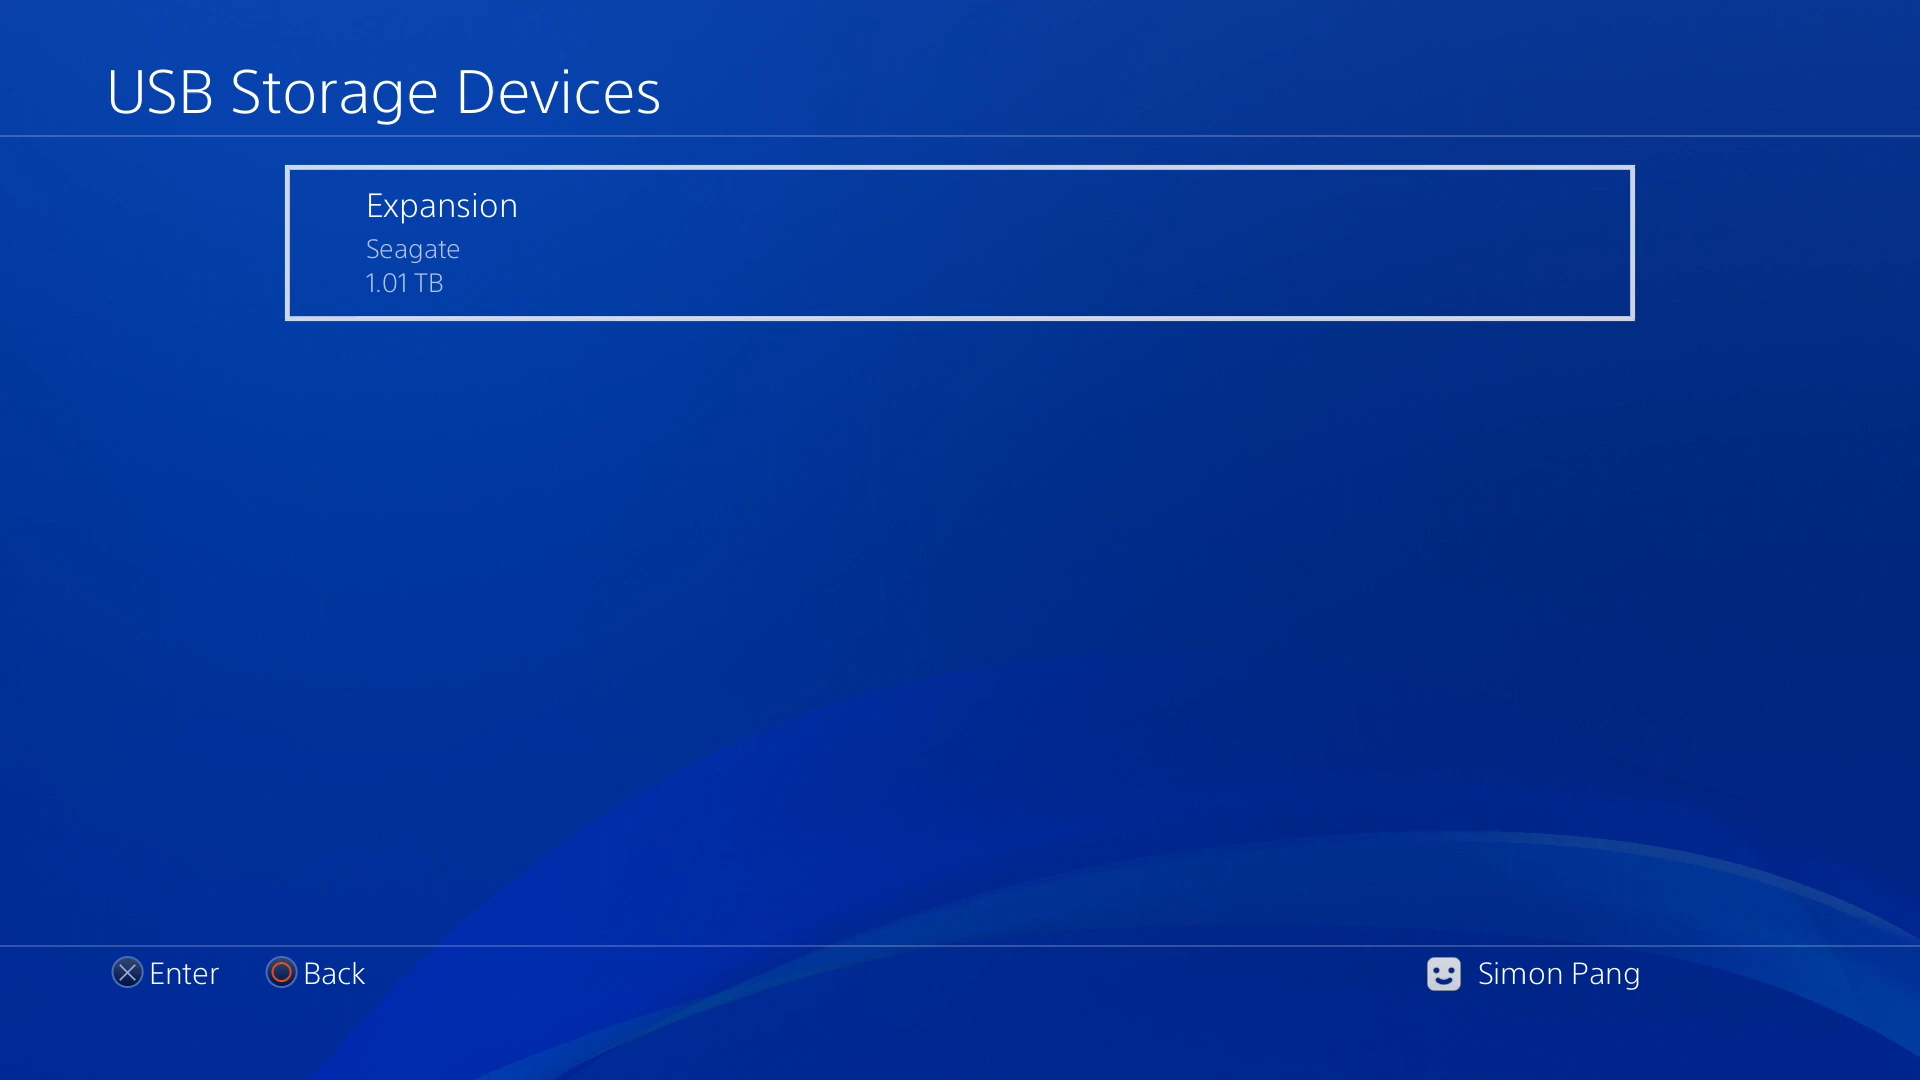 USB Storage Devices
Expansion
Seagate
1.01 TB
Enter
Back
Simon Pang